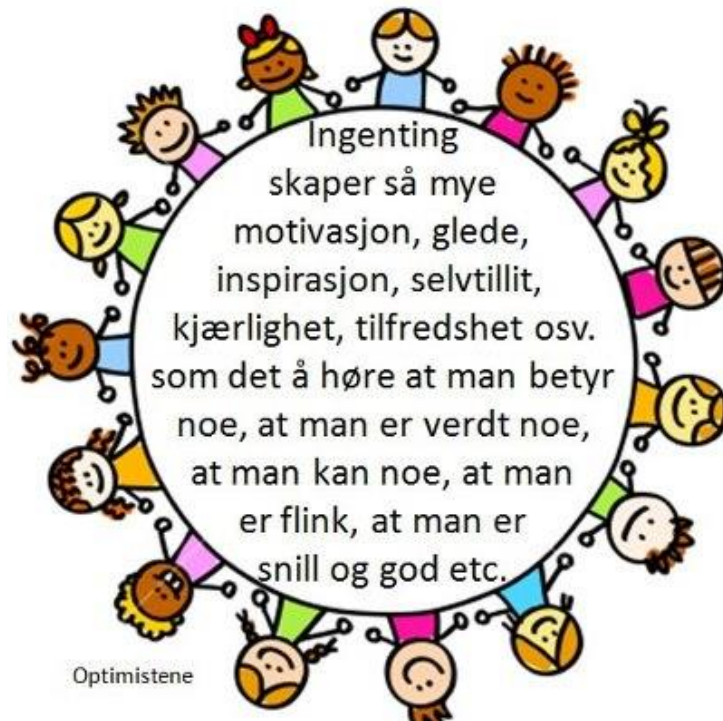 Ingenting
skaper så mye
motivasjon, glede,
inspirasjon, selvtillit,
kjærlighet, tilfredshet osv.
som det å høre at man betyr
noe, at man er verdt noe,
at man kan noe, at man
er flink, at man er
snill og god etc.
Optimistene